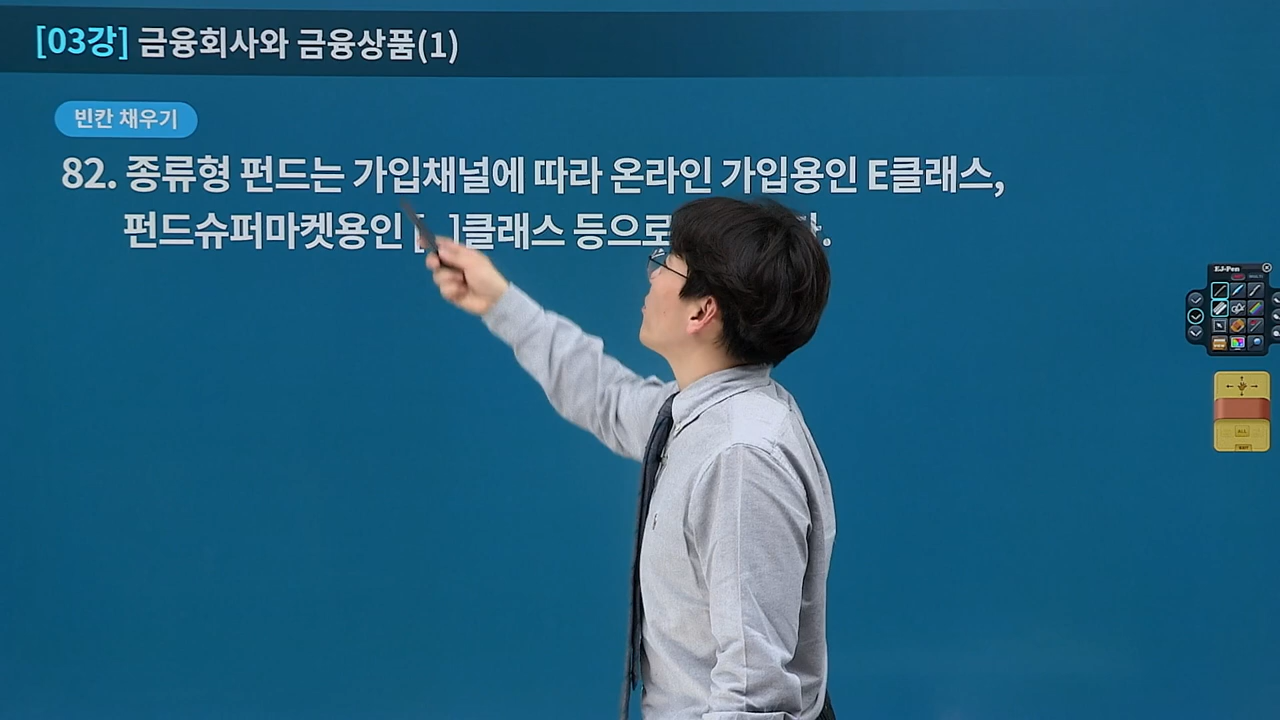 [03강] 금융회사와 금융상품(1)
빈칸 채우기
82. 종류형 펀드는 가입채널에 따라 온라인 가입용인 E클래스,
펀드슈퍼마켓용인 [ ]클래스 등으로
EJ-Pen
ALL